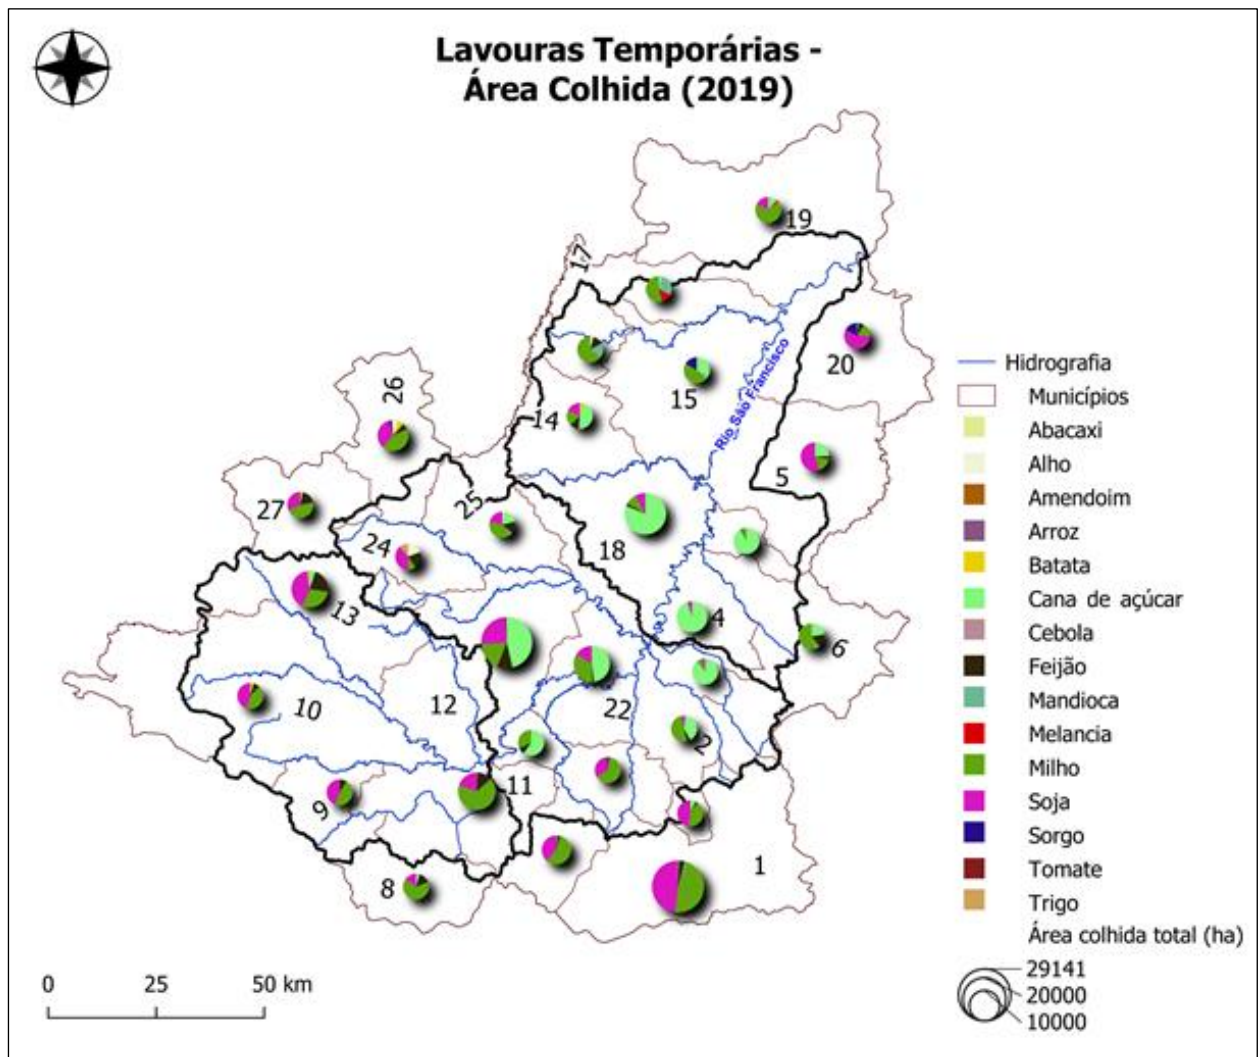 Lavouras Temporárias -
Área Colhida (2019)
19
17
20
Rio São Francisco
15
26
14
5
27
25
24
18
4
6
13
10
12
22
2
11
9
8
1
Hidrografia
Municípios
Abacaxi
Alho
Amendoim
Arroz
Batata
Cana de açúcar
Cebola
Feijão
Mandioca
Melancia
Milho
Soja
Sorgo
Tomate
Trigo
Área colhida total (ha)
29141
20000
10000
0 25 50 km